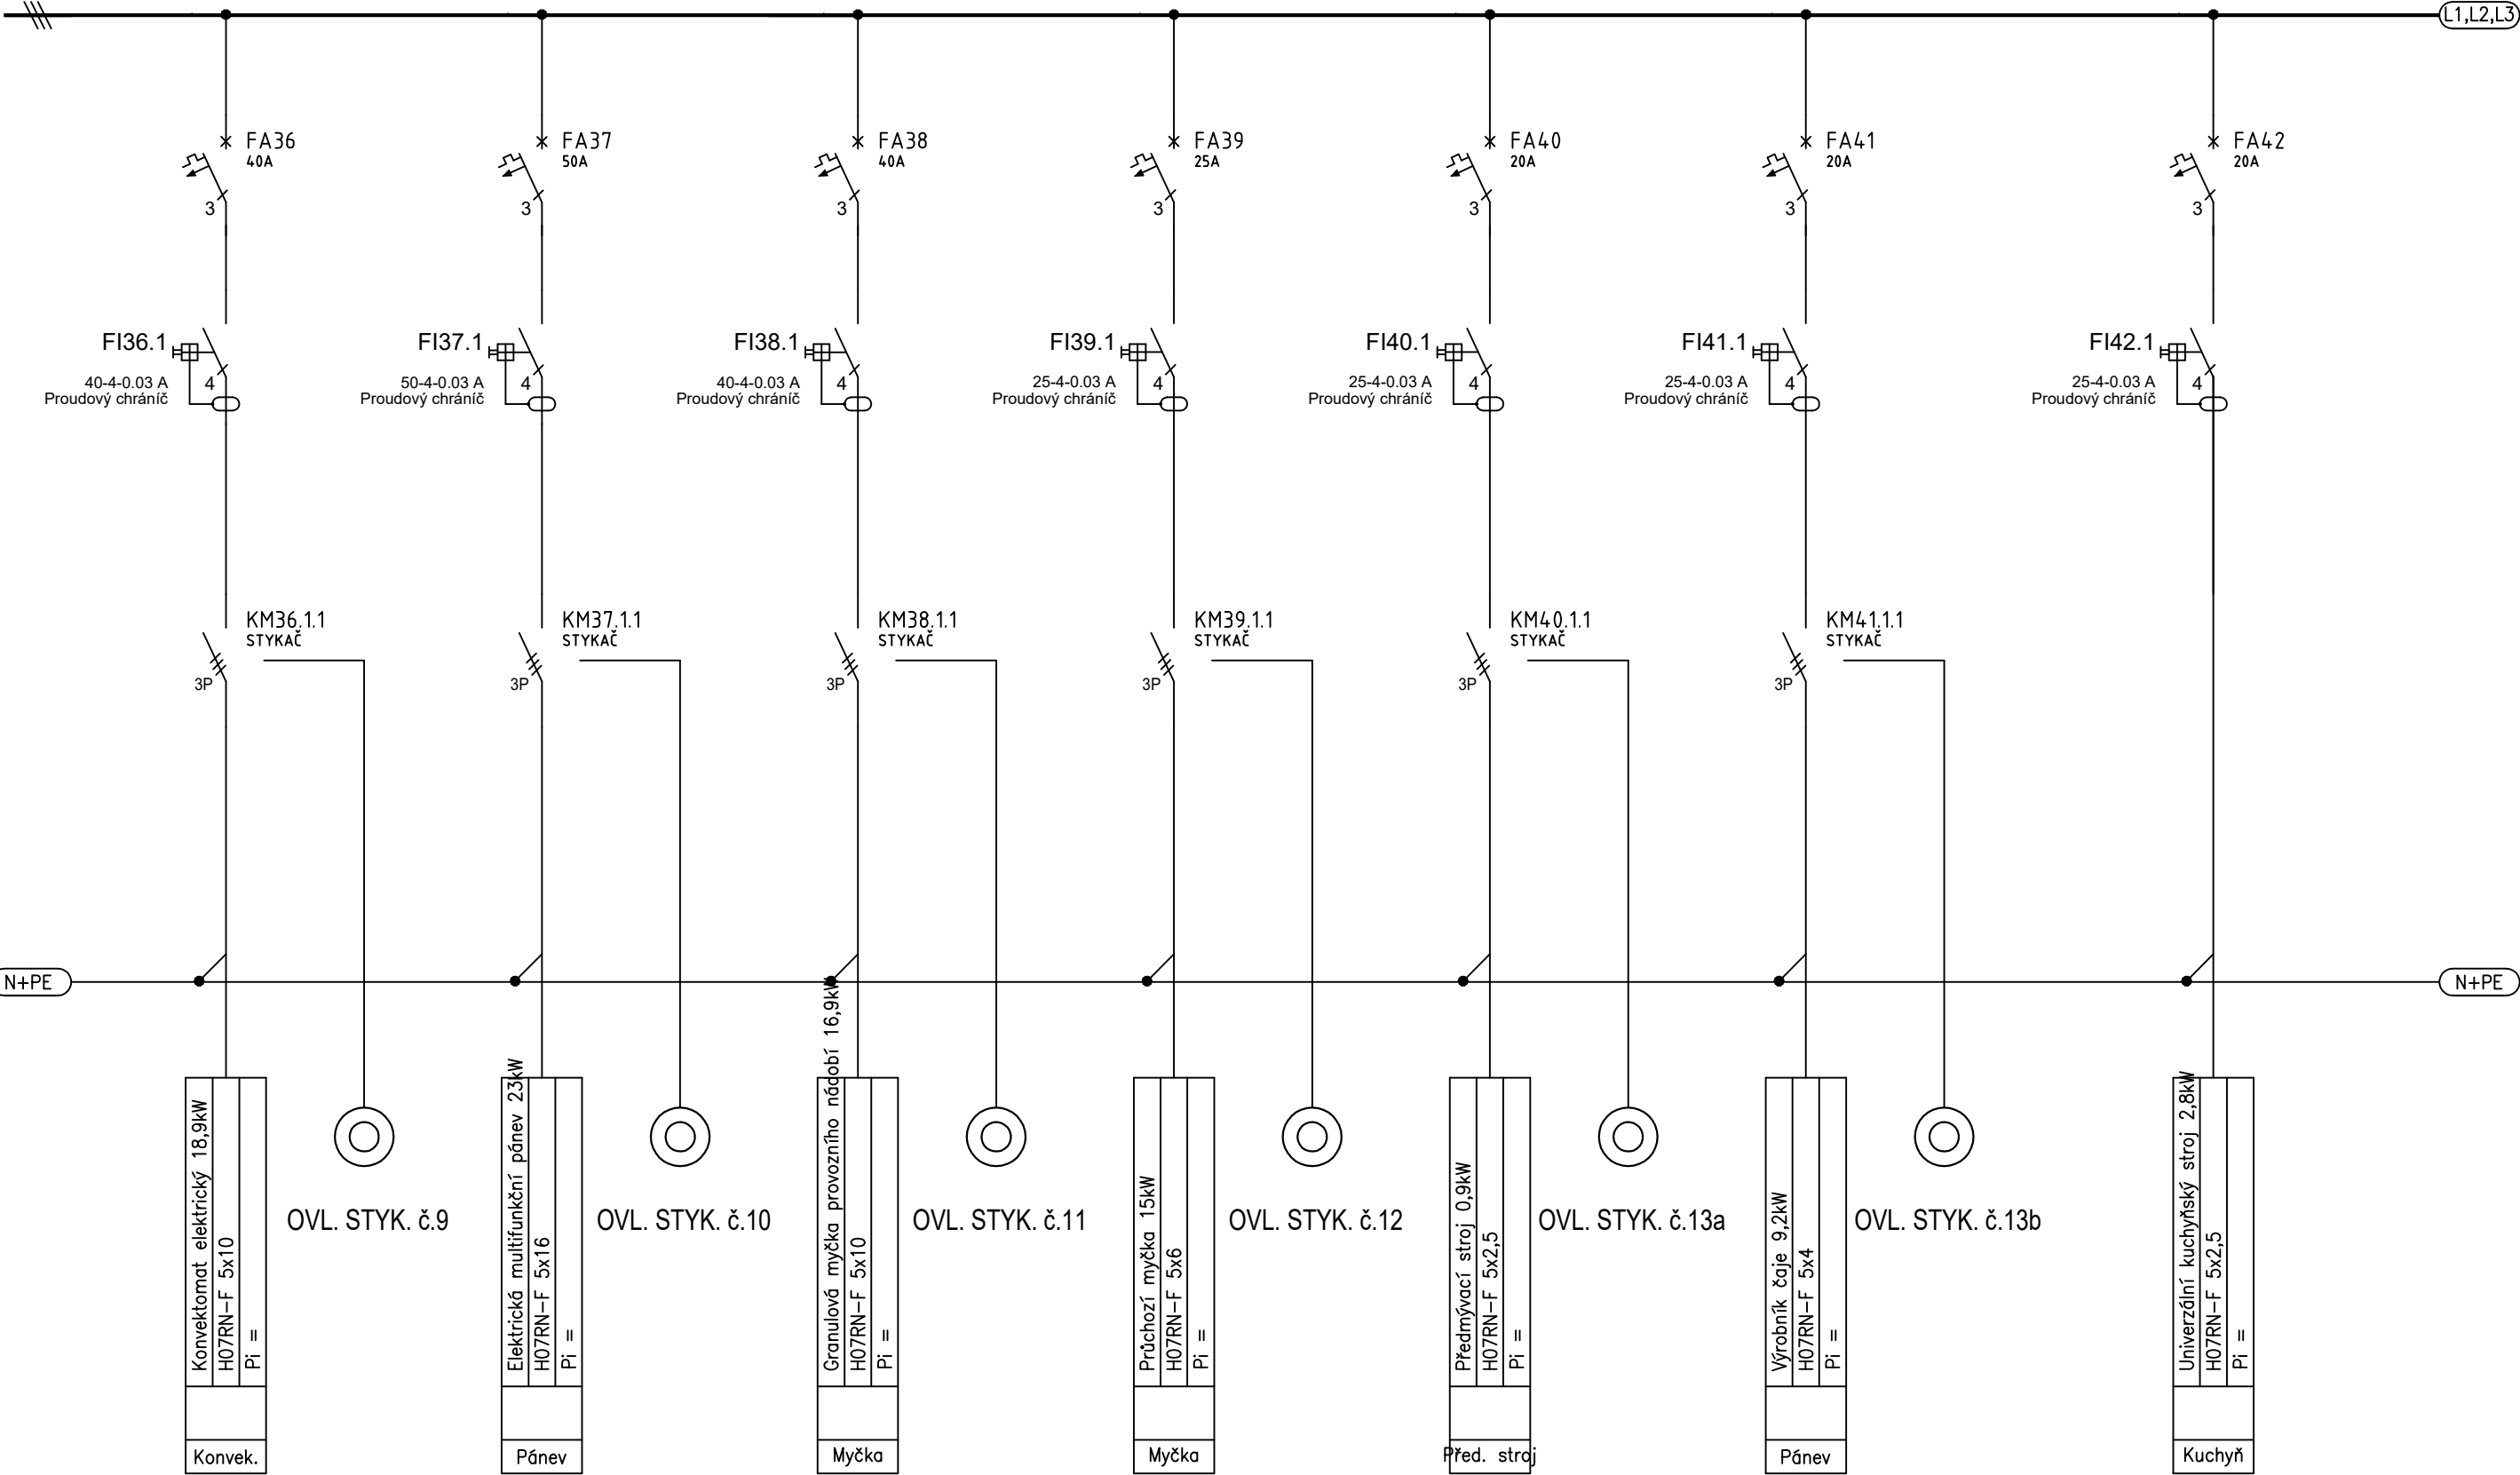 L1,L2,L3
FA36
40A
3
FA37
50A
3
FA38
40A
3
FA39
25A
3
FA40
20A
3
FA41
20A
3
FA42
20A
3
FI36.1
40-4-0.03 A
Proudový chránič
4
FI37.1
50-4-0.03 A
Proudový chránič
4
FI38.1
40-4-0.03 A
Proudový chránič
4
FI39.1
25-4-0.03 A
Proudový chránič
4
FI40.1
25-4-0.03 A
Proudový chránič
4
FI41.1
25-4-0.03 A
Proudový chránič
4
FI42.1
25-4-0.03 A
Proudový chránič
4
KM36.1.1
STYKAČ
3P
KM37.1.1
STYKAČ
3P
KM38.1.1
STYKAČ
3P
KM39.1.1
STYKAČ
3P
KM40.1.1
STYKAČ
3P
KM41.1.1
STYKAČ
3P
N+PE
N+PE
Konvektomat elektrický 18,9kW
H07RN-F 5x10
Pi =
Konvek.
OVL. STYK. č.9
Elektrická multifunkční pánev 23kW
H07RN-F 5x16
Pi =
Pánev
OVL. STYK. č.10
Granulová myčka provozního nádobí 16,9kW
H07RN-F 5x10
Pi =
Myčka
OVL. STYK. č.11
Průchozí myčka 15kW
H07RN-F 5x6
Pi =
Myčka
OVL. STYK. č.12
Předmývací stroj 0,9kW
H07RN-F 5x2,5
Pi =
Před. stroj
OVL. STYK. č.13a
Výrobník čaje 9,2kW
H07RN-F 5x4
Pi =
Pánev
OVL. STYK. č.13b
Univerzální kuchyňský stroj 2,8kW
H07RN-F 5x2,5
Pi =
Kuchyň